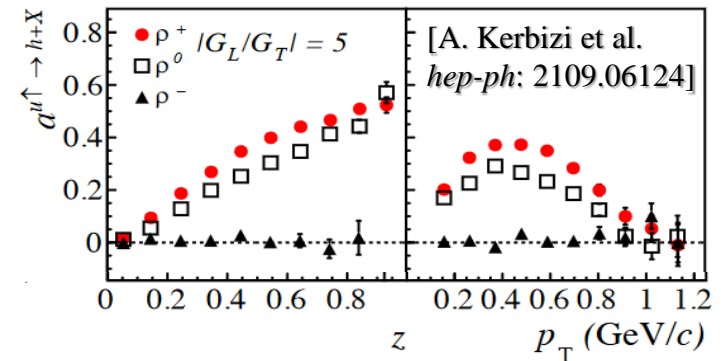 a^{u↑ → h+X}
0.8
0.6
0.4
0.2
0
ρ⁺ |G_L/G_T| = 5
ρ⁰
ρ⁻
[A. Kerbizi et al.
hep-ph: 2109.06124]
0 0.2 0.4 0.6 0.8
z
0.2 0.4 0.6 0.8 1 1.2
p_T (GeV/c)